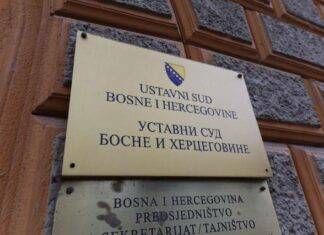 USTAVNI SUD
BOSNE I HERCEGOVINE
УСТАВНИ СУД
БОСНЕ И ХЕРЦЕГОВИНЕ
BOSNA I HERCEGOVINA
PREDSJEDNIŠTVO
SEKRETARIJAT/TAJNIŠTVO